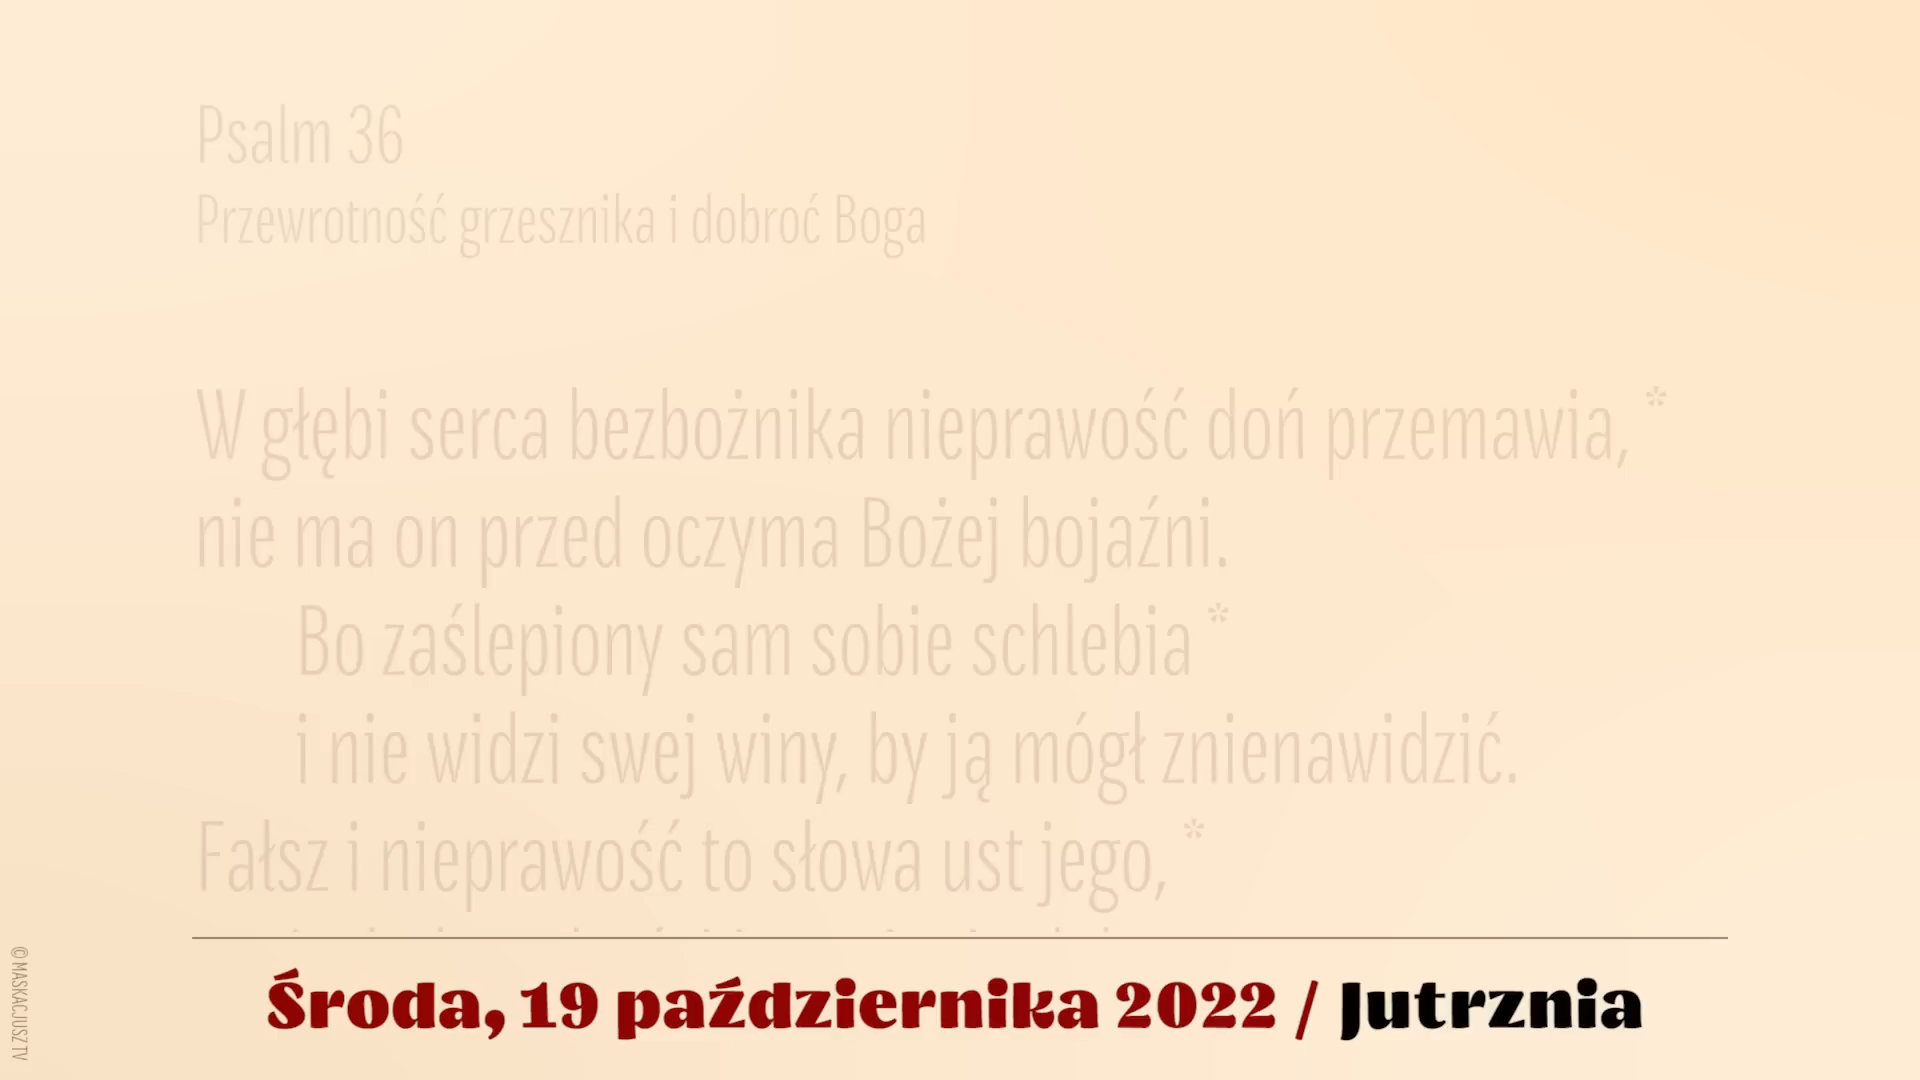 Psalm 36
Przewrotność grzesznika i dobroć Boga
W głębi serca bezbożnika nieprawość doń przemawia, *
nie ma on przed oczyma Bożej bojaźni.
Bo zaślepiony sam sobie schlebia *
i nie widzi swej winy, by ją mógł znienawidzić.
Fałsz i nieprawość to słowa ust jego, *
Środa, 19 października 2022 / Jutrznia
© MASKACJUSZ TV